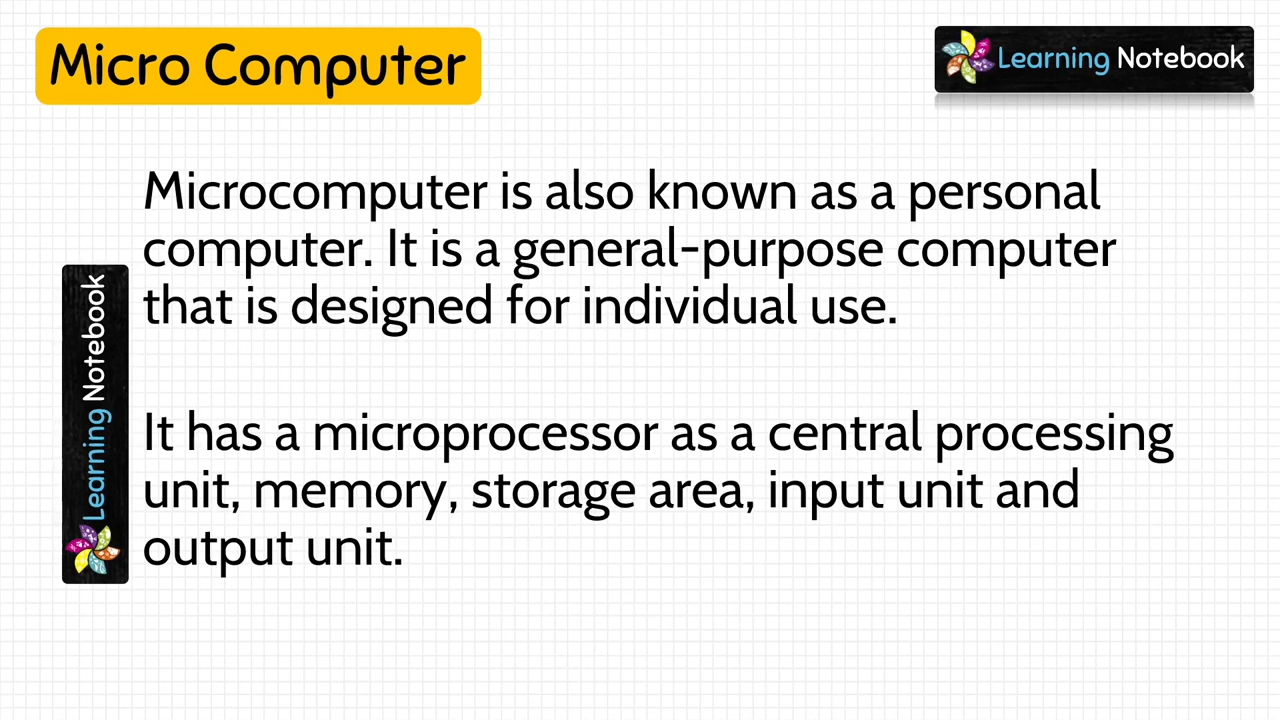 Micro Computer
Learning Notebook
Microcomputer is also known as a personal
computer. It is a general-purpose computer
that is designed for individual use.
Learning Notebook
It has a microprocessor as a central processing
unit, memory, storage area, input unit and
output unit.